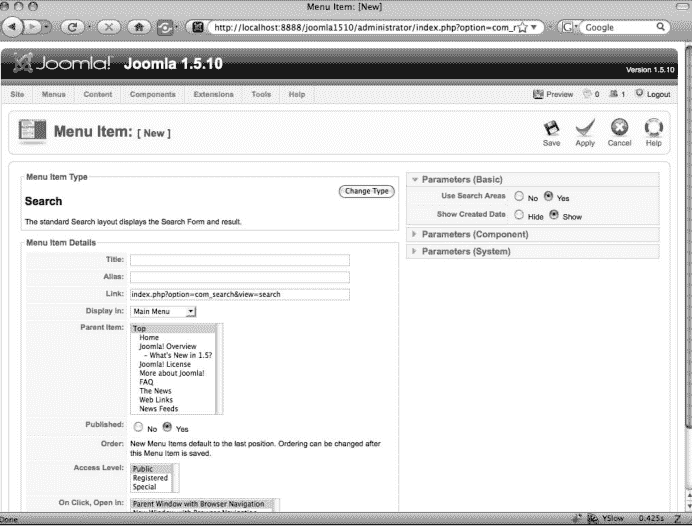 Menu Item: [New]
http://localhost:8888/joomla1510/administrator/index.php?option=com_r
Google
Joomla! Joomla 1.5.10
Version 1.5.10
Site Menus Content Components Extensions Tools Help Preview 0 1 Logout
Menu Item: [ New ]
Save Apply Cancel Help
Menu Item Type
Change Type
Search
The standard Search layout displays the Search Form and result.
Menu Item Details
Title:
Alias:
Link: index.php?option=com_search&view=search
Display in: Main Menu
Parent Item: Top
Home
Joomla! Overview
- What's New in 1.5?
Joomla! License
More about Joomla!
FAQ
The News
Web Links
News Feeds
Published: No Yes
Order: New Menu Items default to the last position. Ordering can be changed after
this Menu Item is saved.
Access Level: Public
Registered
Special
On Click, Open in: Parent Window with Browser Navigation
Parameters (Basic)
Use Search Areas No Yes
Show Created Date Hide Show
Parameters (Component)
Parameters (System)
Done
YSlow 0.425s